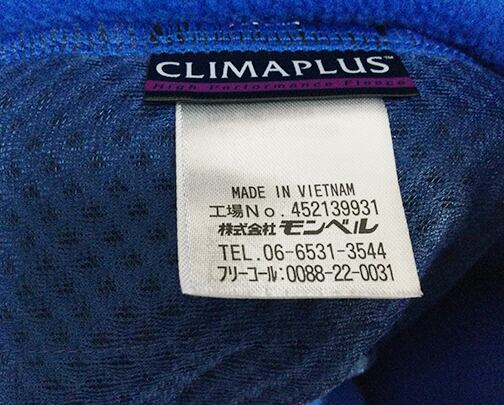 CLIMAPLUS™
High Performance Fleece
MADE IN VIETNAM
工場No. 452139931
株式会社モンベル
TEL. 06-6531-3544
フリーコール:0088-22-0031